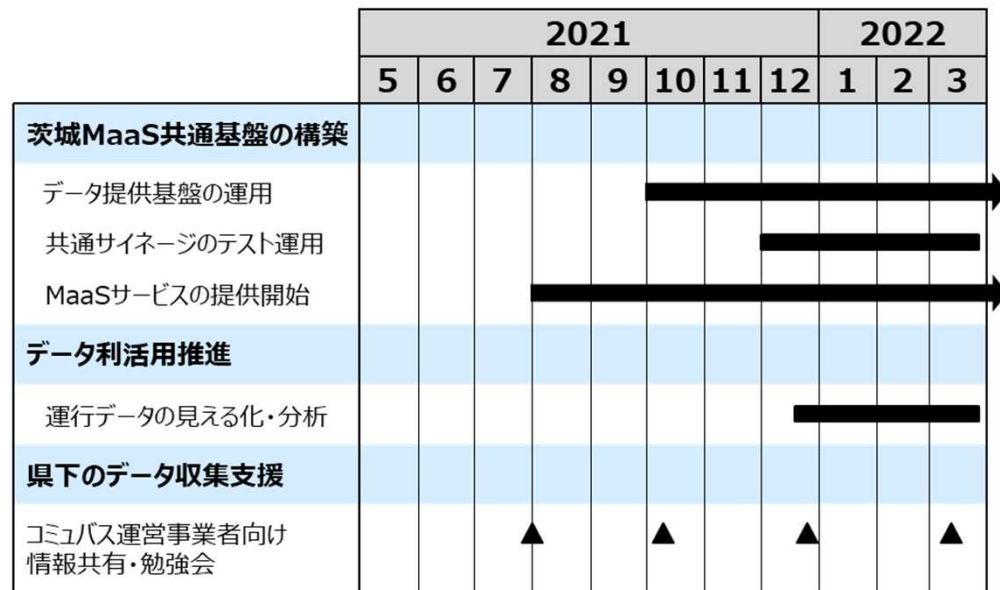 2021 2022
5 6 7 8 9 10 11 12 1 2 3
茨城MaaS共通基盤の構築
データ提供基盤の運用
共通サイネージのテスト運用
MaaSサービスの提供開始
データ利活用推進
運行データの見える化・分析
県下のデータ収集支援
コミュバス運営事業者向け
情報共有・勉強会